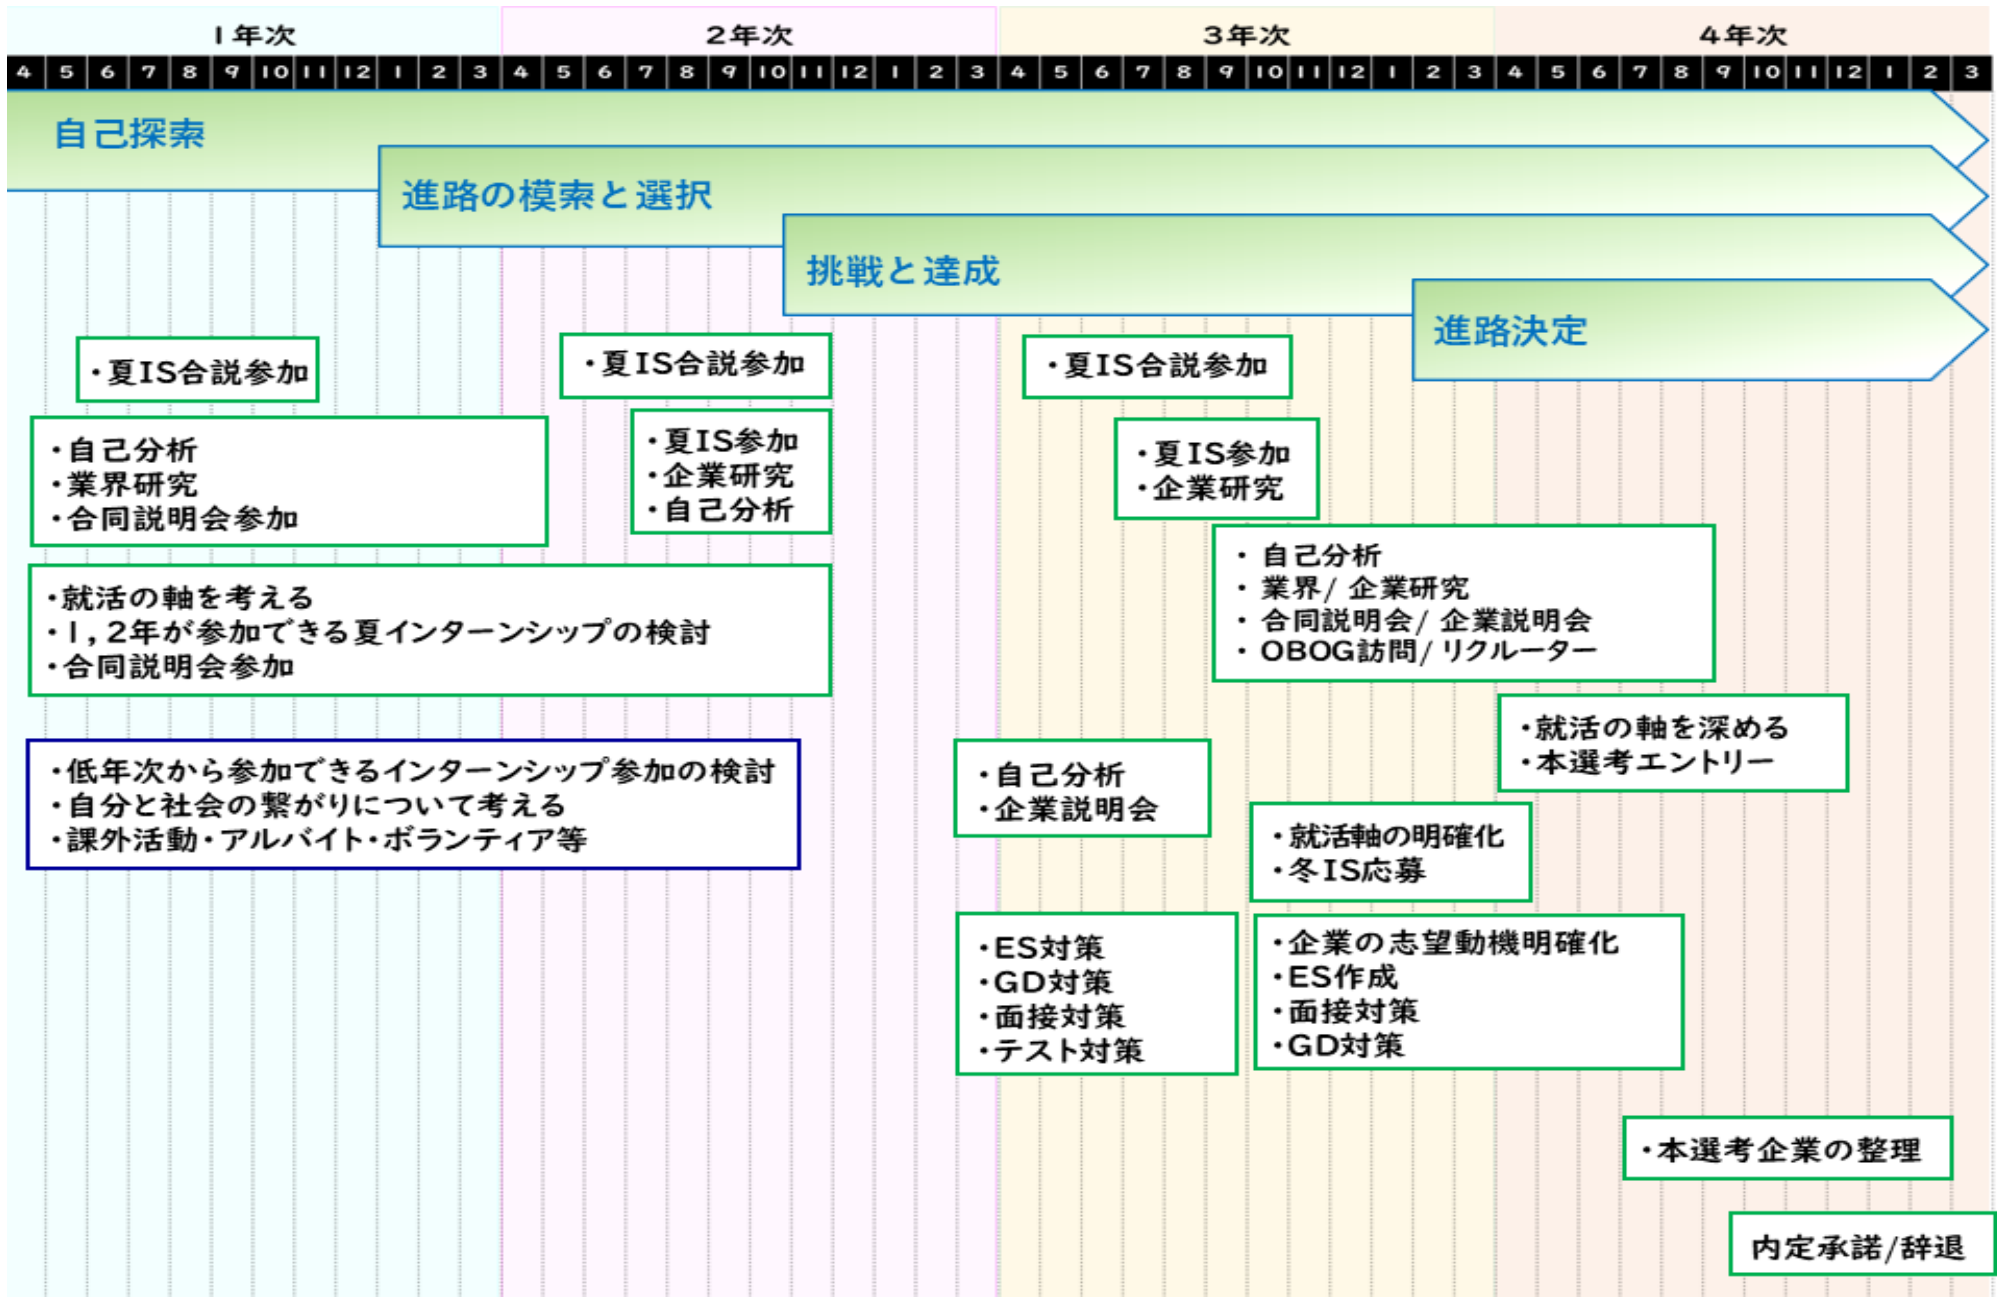 1年次 2年次 3年次 4年次
4 5 6 7 8 9 10 11 12 1 2 3 4 5 6 7 8 9 10 11 12 1 2 3 4 5 6 7 8 9 10 11 12 1 2 3 4 5 6 7 8 9 10 11 12 1 2 3
自己探索
進路の模索と選択
挑戦と達成
進路決定
・夏IS合説参加
・夏IS合説参加
・夏IS合説参加
・自己分析
・業界研究
・合同説明会参加
・夏IS参加
・企業研究
・自己分析
・夏IS参加
・企業研究
・自己分析
・業界/企業研究
・合同説明会/企業説明会
・OBOG訪問/リクルーター
・就活の軸を考える
・1,2年が参加できる夏インターンシップの検討
・合同説明会参加
・就活の軸を深める
・本選考エントリー
・低年次から参加できるインターンシップ参加の検討
・自分と社会の繋がりについて考える
・課外活動・アルバイト・ボランティア等
・自己分析
・企業説明会
・就活軸の明確化
・冬IS応募
・ES対策
・GD対策
・面接対策
・テスト対策
・企業の志望動機明確化
・ES作成
・面接対策
・GD対策
・本選考企業の整理
内定承諾/辞退